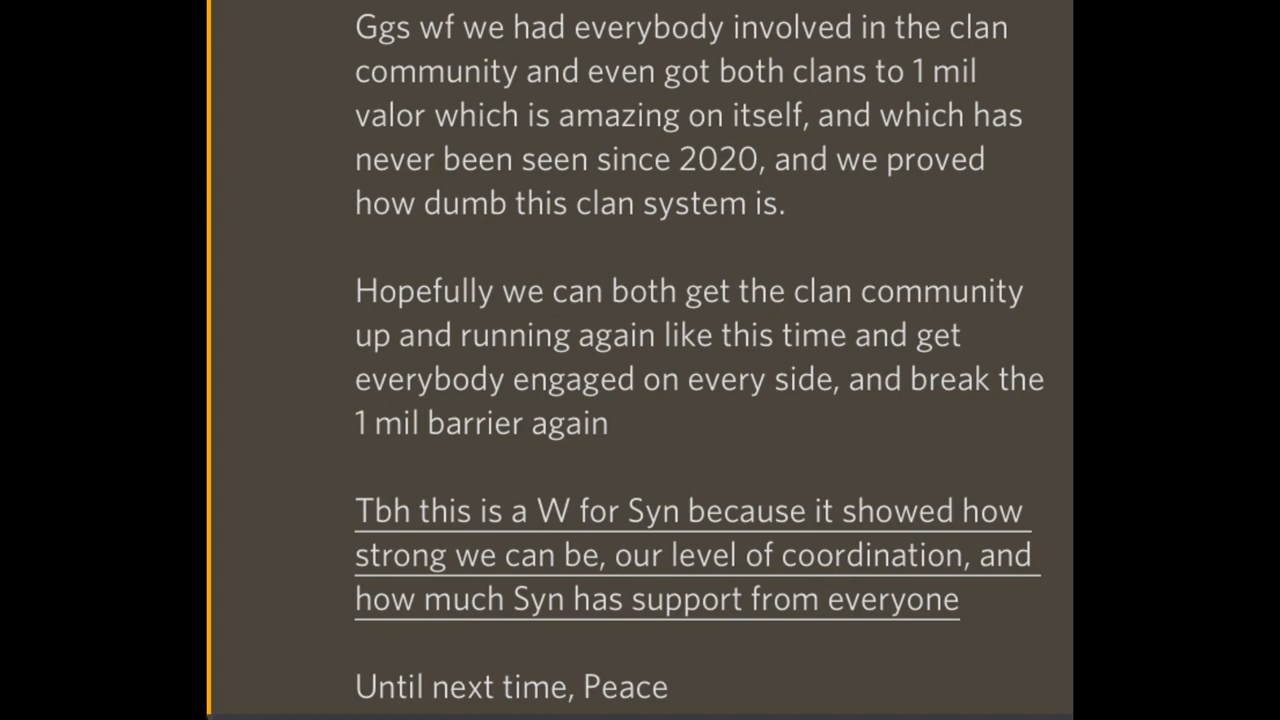 Ggs wf we had everybody involved in the clan
community and even got both clans to 1 mil
valor which is amazing on itself, and which has
never been seen since 2020, and we proved
how dumb this clan system is.
Hopefully we can both get the clan community
up and running again like this time and get
everybody engaged on every side, and break the
1 mil barrier again
Tbh this is a W for Syn because it showed how
strong we can be, our level of coordination, and
how much Syn has support from everyone
Until next time, Peace